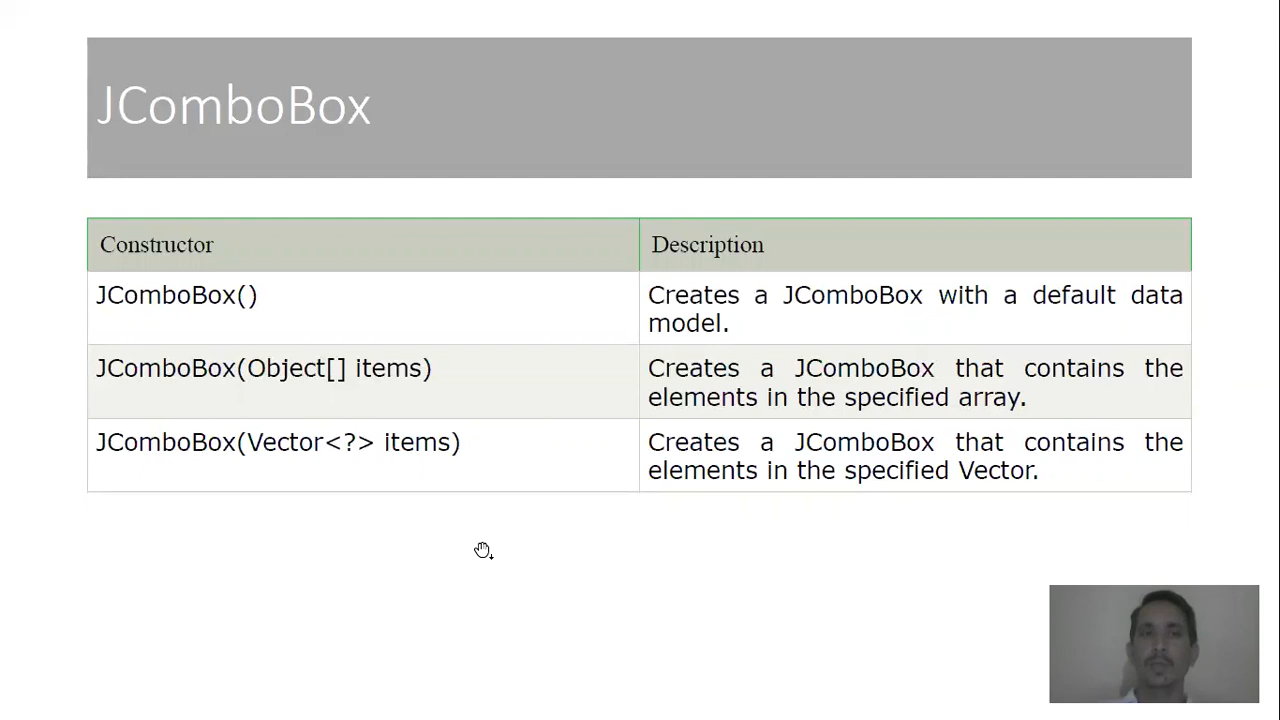 JComboBox
Constructor
Description
JComboBox()
Creates a JComboBox with a default data
model.
JComboBox(Object[] items)
Creates a JComboBox that contains the
elements in the specified array.
JComboBox(Vector<?> items)
Creates a JComboBox that contains the
elements in the specified Vector.